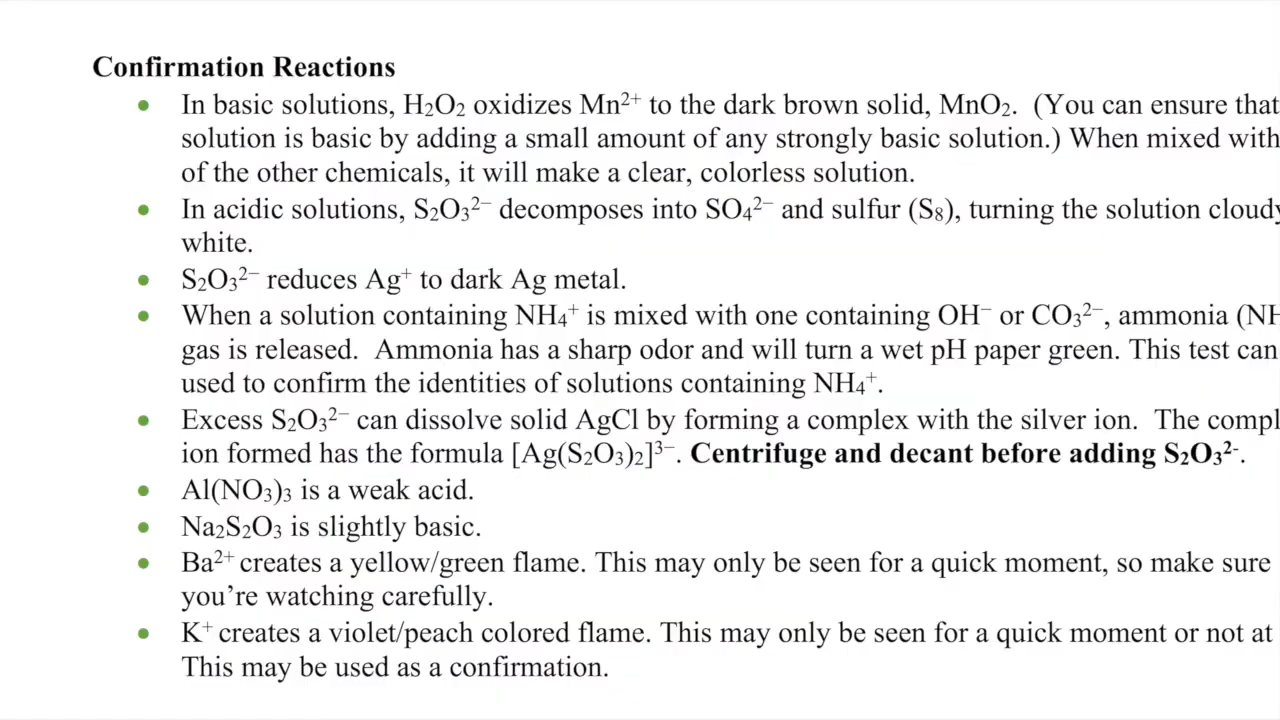 Confirmation Reactions
• In basic solutions, H₂O₂ oxidizes Mn²⁺ to the dark brown solid, MnO₂.  (You can ensure that
solution is basic by adding a small amount of any strongly basic solution.) When mixed with
of the other chemicals, it will make a clear, colorless solution.
• In acidic solutions, S₂O₃²⁻ decomposes into SO₄²⁻ and sulfur (S₈), turning the solution cloudy
white.
• S₂O₃²⁻ reduces Ag⁺ to dark Ag metal.
• When a solution containing NH₄⁺ is mixed with one containing OH⁻ or CO₃²⁻, ammonia (NH
gas is released.  Ammonia has a sharp odor and will turn a wet pH paper green. This test can
used to confirm the identities of solutions containing NH₄⁺.
• Excess S₂O₃²⁻ can dissolve solid AgCl by forming a complex with the silver ion.  The compl
ion formed has the formula [Ag(S₂O₃)₂]³⁻. Centrifuge and decant before adding S₂O₃²⁻.
• Al(NO₃)₃ is a weak acid.
• Na₂S₂O₃ is slightly basic.
• Ba²⁺ creates a yellow/green flame. This may only be seen for a quick moment, so make sure
you’re watching carefully.
• K⁺ creates a violet/peach colored flame. This may only be seen for a quick moment or not at
This may be used as a confirmation.